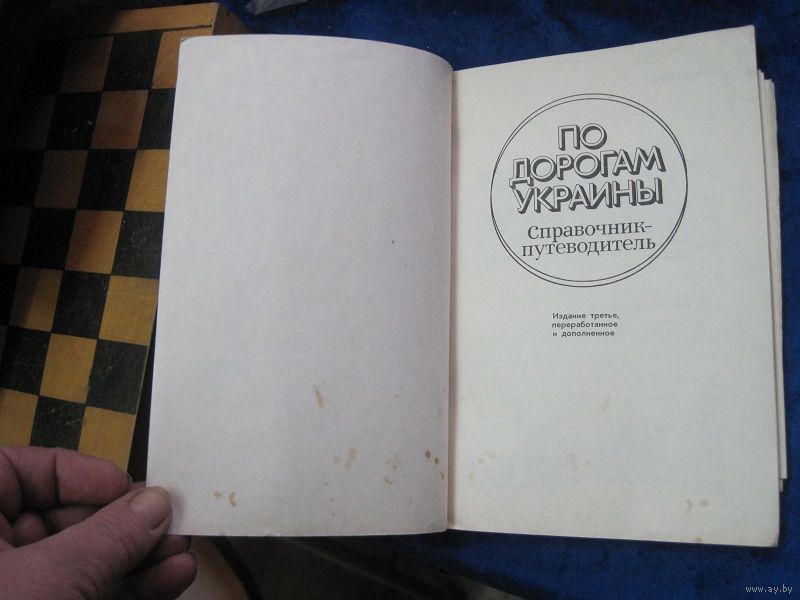 ПО
ДОРОГАМ
УКРАИНЫ
Справочник-
путеводитель
Издание третье,
переработанное
и дополненное
www.ay.by